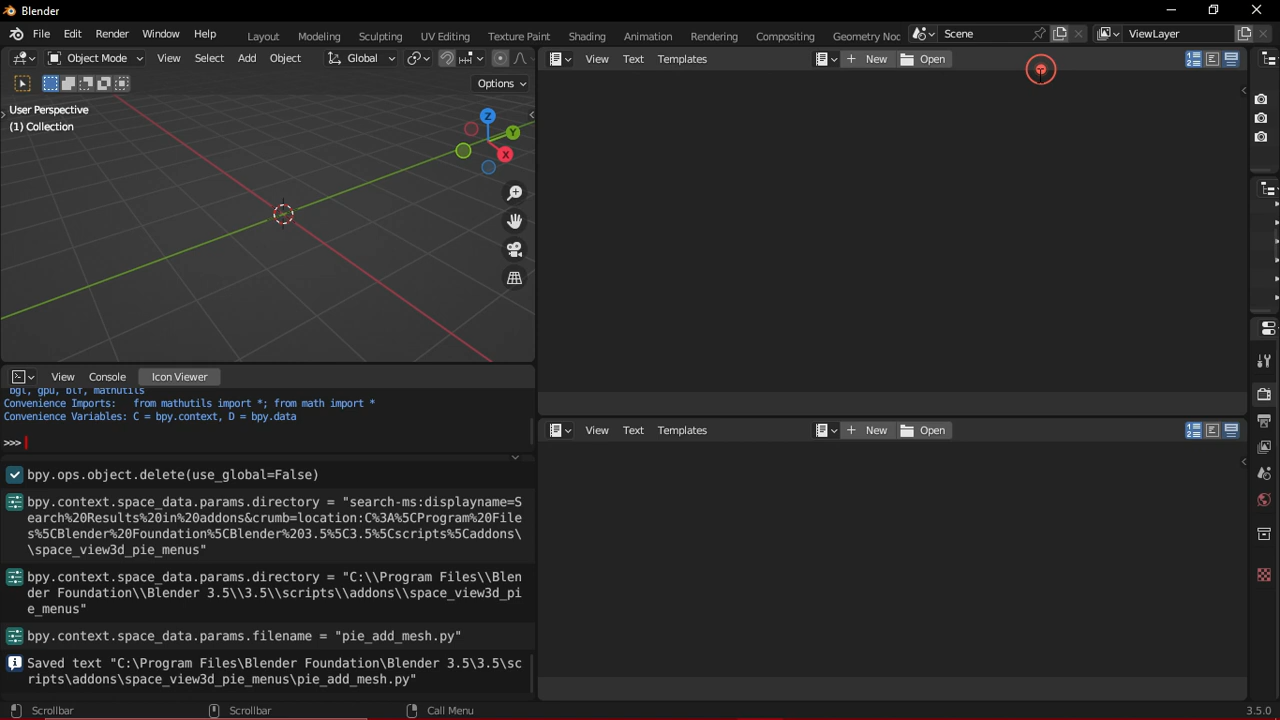 Blender
File Edit Render Window Help Layout Modeling Sculpting UV Editing Texture Paint Shading Animation Rendering Compositing Geometry Noc Scene ViewLayer
Object Mode View Select Add Object Global
View Text Templates + New Open
Options
User Perspective
(1) Collection
Z
Y
X
View Console Icon Viewer
bgl, gpu, blf, mathutils
Convenience Imports: from mathutils import *; from math import *
Convenience Variables: C = bpy.context, D = bpy.data
>>>
View Text Templates + New Open
bpy.ops.object.delete(use_global=False)
bpy.context.space_data.params.directory = "search-ms:displayname=S
earch%20Results%20in%20addons&crumb=location:C%3A%5CProgram%20File
s%5CBlender%20Foundation%5CBlender%203.5%5C3.5%5Cscripts%5Caddons\
\space_view3d_pie_menus"
bpy.context.space_data.params.directory = "C:\\Program Files\\Blen
der Foundation\\Blender 3.5\\3.5\\scripts\\addons\\space_view3d_pi
e_menus"
bpy.context.space_data.params.filename = "pie_add_mesh.py"
Saved text "C:\Program Files\Blender Foundation\Blender 3.5\3.5\sc
ripts\addons\space_view3d_pie_menus\pie_add_mesh.py"
Scrollbar Scrollbar Call Menu 3.5.0